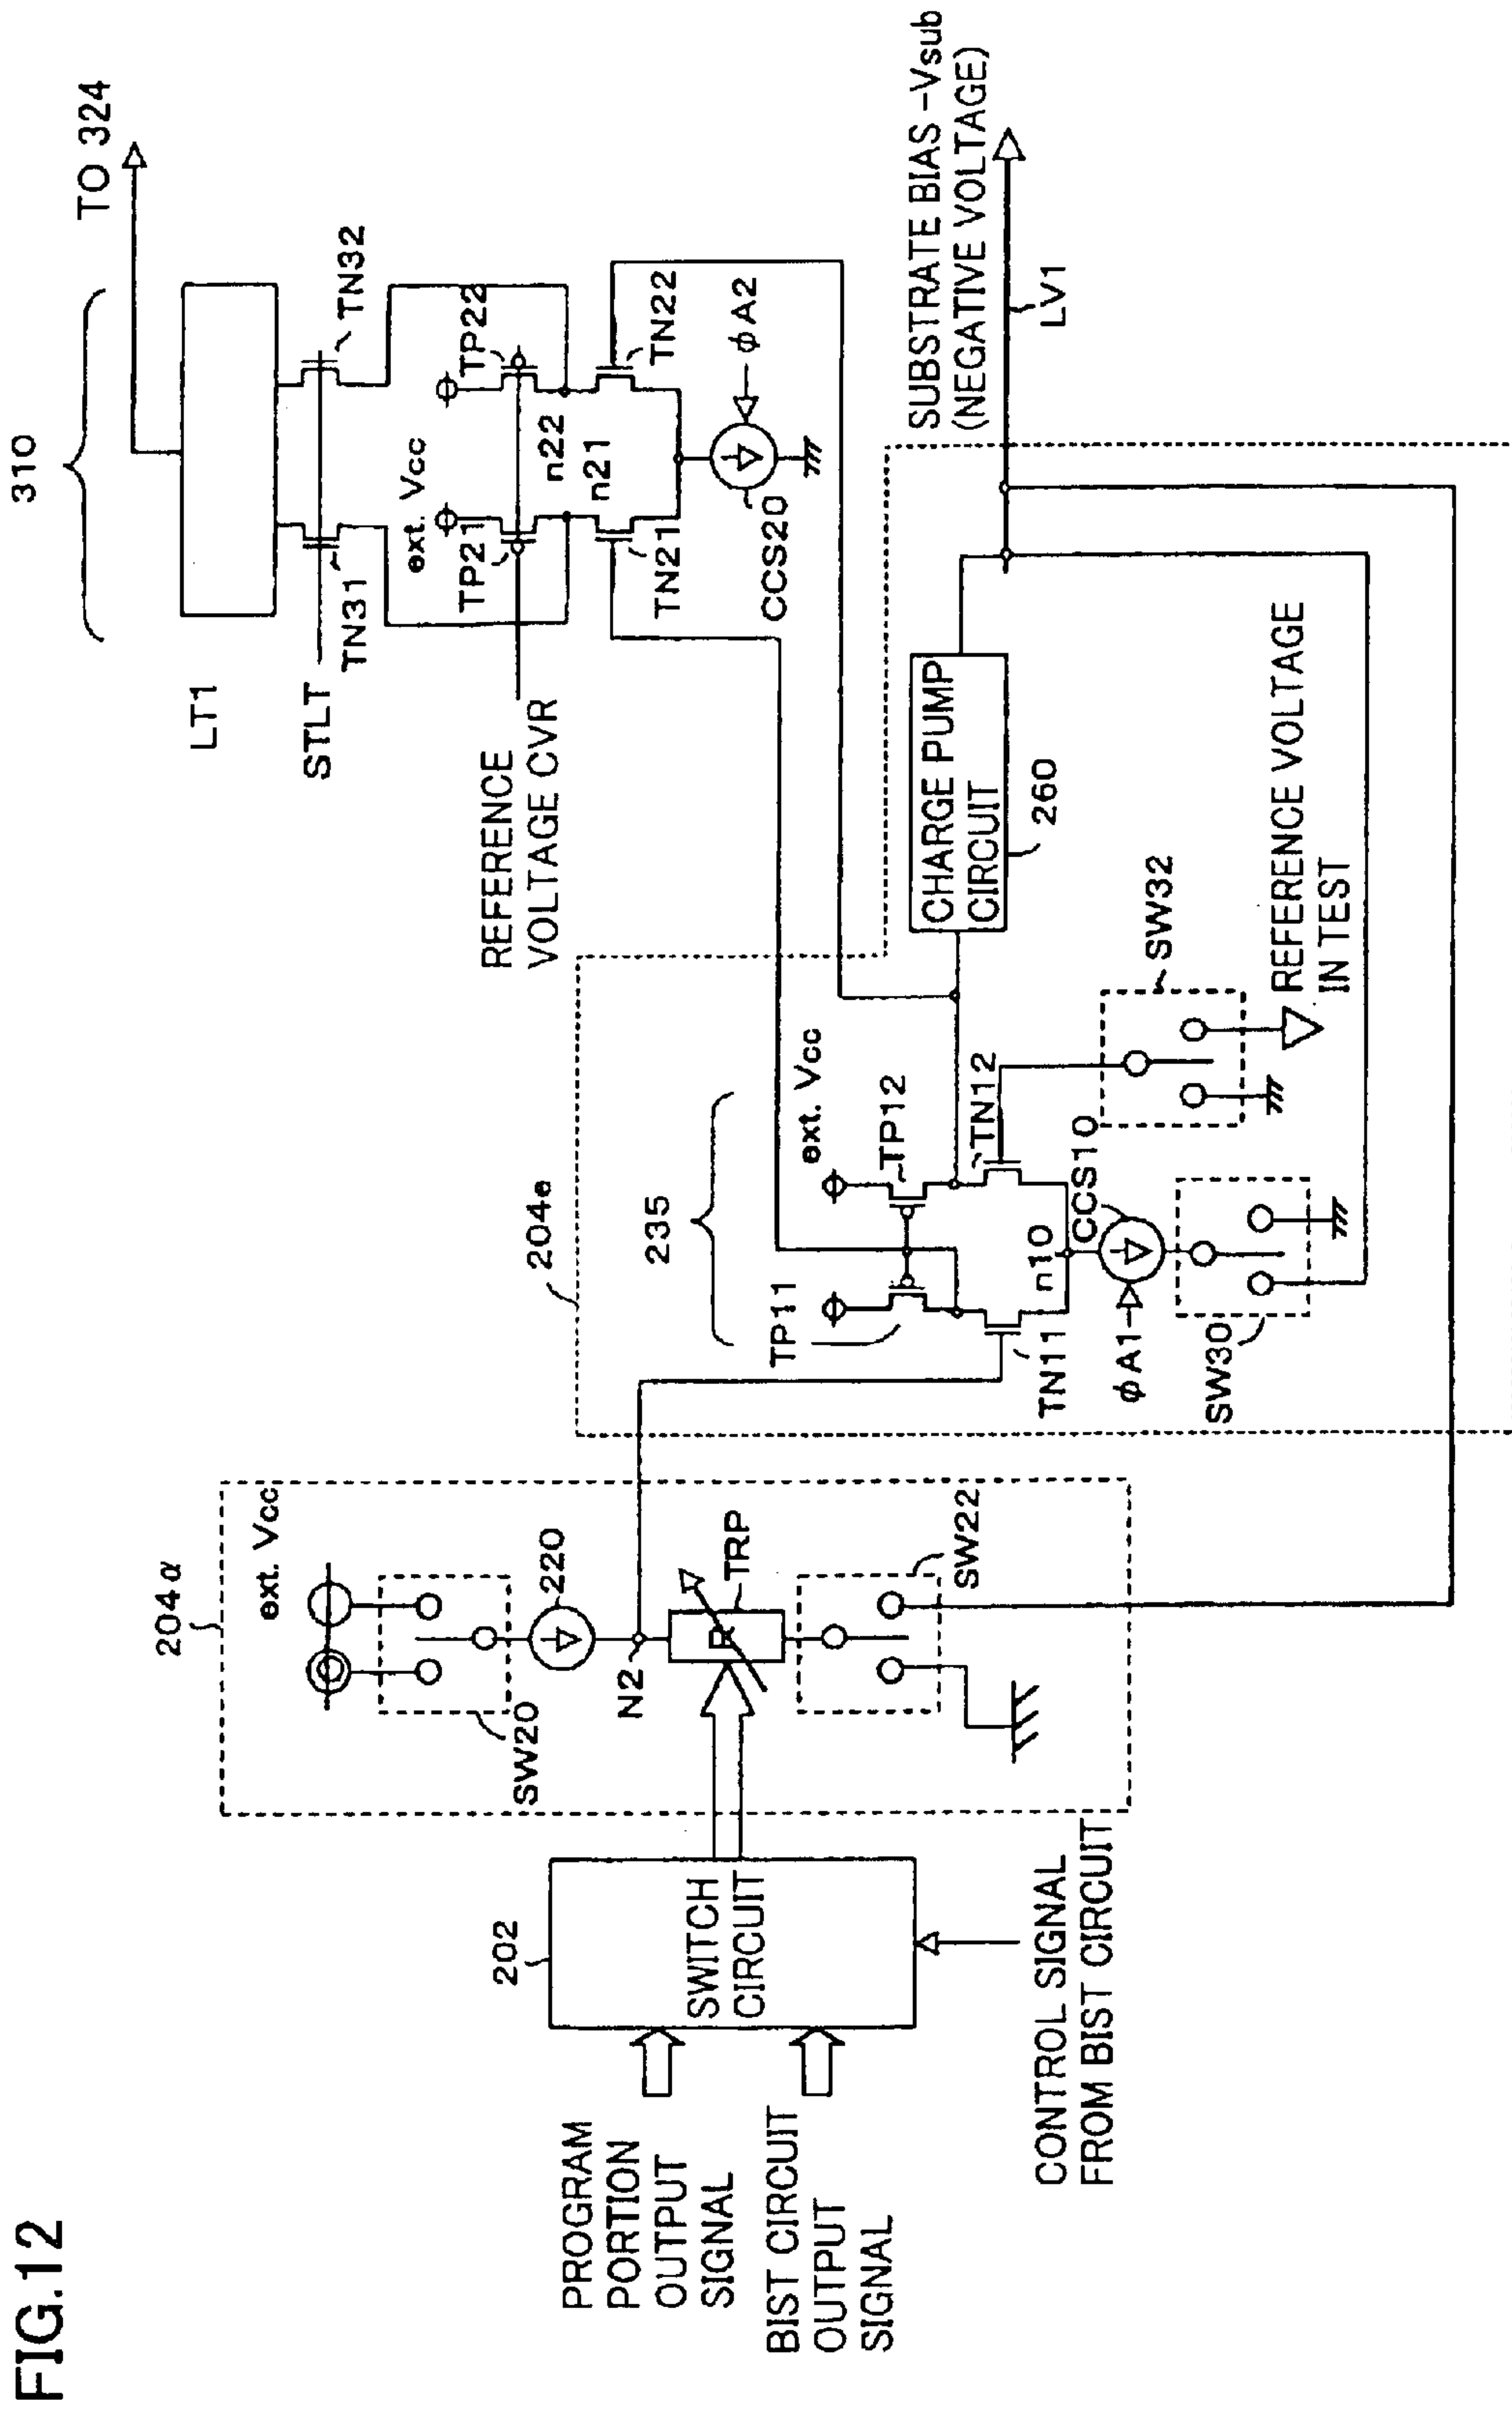 FIG.12
PROGRAM
PORTION
OUTPUT
SIGNAL
BIST CIRCUIT
OUTPUT
SIGNAL
202
SWITCH
CIRCUIT
CONTROL SIGNAL
FROM BIST CIRCUIT
204α
ext. Vcc
SW20
220
N2
R
TRP
SW22
204e
235
ext. Vcc
TP11
TP12
TN11
TN12
n10
CCS10
φA1
SW30
SW32
REFERENCE VOLTAGE
IN TEST
CHARGE PUMP
CIRCUIT
260
SUBSTRATE BIAS -Vsub
(NEGATIVE VOLTAGE)
LV1
310
TO 324
LT1
STLT
TN31
TN32
REFERENCE
VOLTAGE CVR
ext. Vcc
TP21
TP22
n22
n21
TN21
TN22
CCS20
φA2